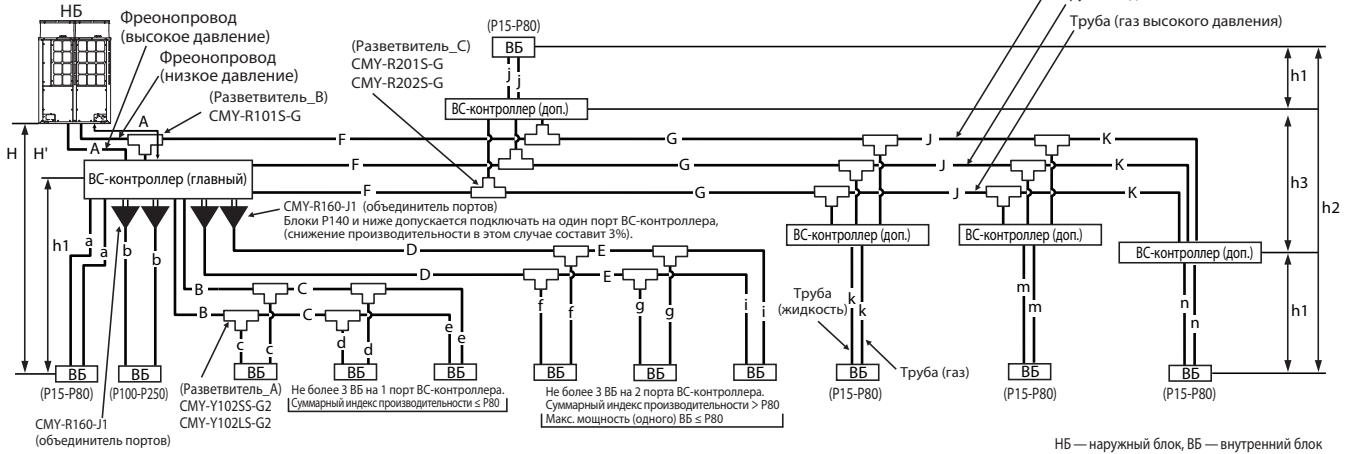 НБ
Фреонопровод
(высокое давление)
Фреонопровод
(низкое давление)
(Разветвитель_B)
CMY-R101S-G
(Разветвитель_C)
CMY-R201S-G
CMY-R202S-G
(P15-P80)
ВБ
Труба (газ высокого давления)
j
j
h1
ВС-контроллер (доп.)
A
A
H
H'
F
G
J
K
F
G
J
K
F
G
J
K
h3
h2
ВС-контроллер (главный)
CMY-R160-J1 (объединитель портов)
Блоки P140 и ниже допускается подключать на один порт ВС-контроллера,
(снижение производительности в этом случае составит 3%).
ВС-контроллер (доп.)
ВС-контроллер (доп.)
ВС-контроллер (доп.)
h1
a
a
b
b
D
E
D
E
B
C
B
C
c
c
d
d
e
e
f
f
g
g
i
i
Труба
(жидкость)
k
k
m
m
n
n
h1
Труба (газ)
ВБ
ВБ
ВБ
ВБ
ВБ
ВБ
ВБ
ВБ
ВБ
ВБ
ВБ
(P15-P80)
(P100-P250)
(Разветвитель_A)
CMY-Y102SS-G2
CMY-Y102LS-G2
Не более 3 ВБ на 1 порт ВС-контроллера.
Суммарный индекс производительности ≤ P80
Не более 3 ВБ на 2 порта ВС-контроллера.
Суммарный индекс производительности > P80
Макс. мощность (одного) ВБ ≤ P80
(P15-P80)
(P15-P80)
(P15-P80)
CMY-R160-J1
(объединитель портов)
НБ — наружный блок, ВБ — внутренний блок